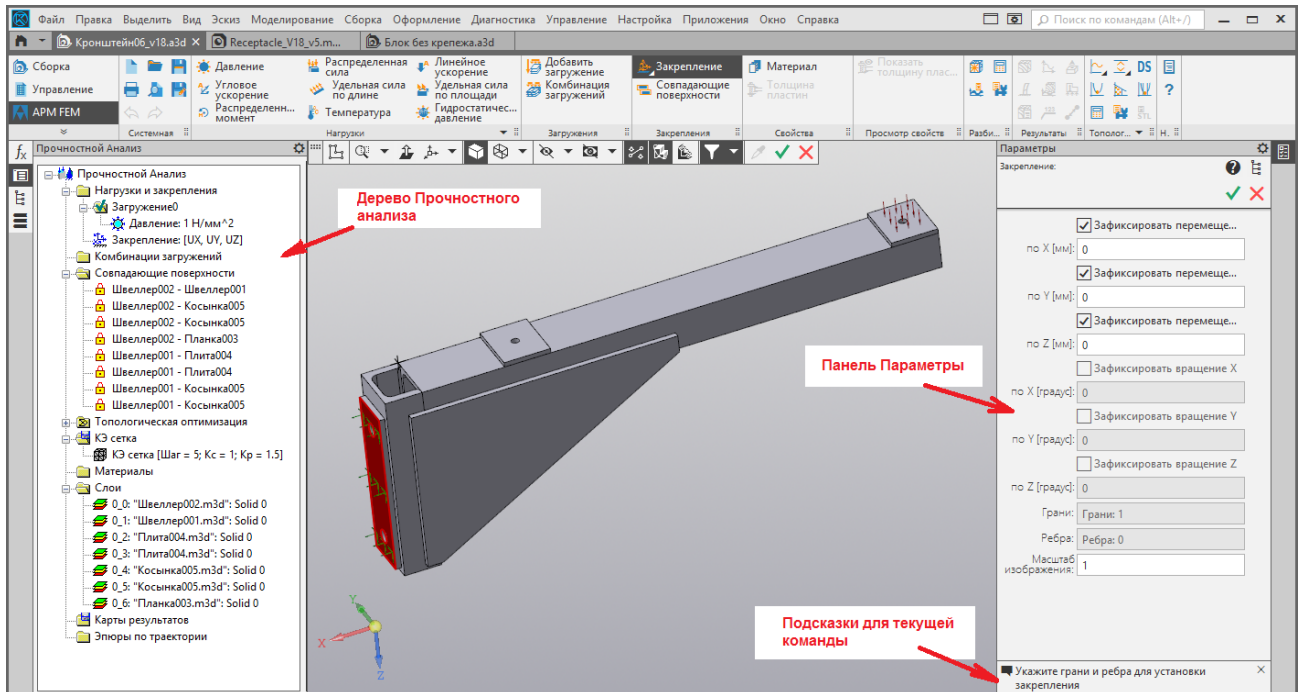 Файл Правка Выделить Вид Эскиз Моделирование Сборка Оформление Диагностика Управление Настройка Приложения Окно Справка
Поиск по командам (Alt+/)
Кронштейн06_v18.a3d
Receptacle_V18_v5.m...
Блок без крепежа.a3d
Сборка
Управление
APM FEM
Системная
Давление
Угловое
ускорение
Распределенн...
момент
Распределенная
сила
Удельная сила
по длине
Температура
Линейное
ускорение
Удельная сила
по площади
Гидростатичес...
давление
Нагрузки
Добавить
загружение
Комбинация
загружений
Загружения
Закрепление
Совпадающие
поверхности
Закрепления
Материал
Толщина
пластин
Свойства
Показать
толщину плас...
Просмотр свойств
Разби...
Результаты
DS
STL
Тополог...
?
Н.
fx
Прочностной Анализ
Прочностной Анализ
Нагрузки и закрепления
Загружение0
Давление: 1 Н/мм^2
Закрепление: [UX, UY, UZ]
Комбинации загружений
Совпадающие поверхности
Швеллер002 - Швеллер001
Швеллер002 - Косынка005
Швеллер002 - Косынка005
Швеллер002 - Планка003
Швеллер001 - Плита004
Швеллер001 - Плита004
Швеллер001 - Косынка005
Швеллер001 - Косынка005
Топологическая оптимизация
КЭ сетка
КЭ сетка [Шаг = 5; Кс = 1; Кр = 1.5]
Материалы
Слои
0_0: "Швеллер002.m3d": Solid 0
0_1: "Швеллер001.m3d": Solid 0
0_2: "Плита004.m3d": Solid 0
0_3: "Плита004.m3d": Solid 0
0_4: "Косынка005.m3d": Solid 0
0_5: "Косынка005.m3d": Solid 0
0_6: "Планка003.m3d": Solid 0
Карты результатов
Эпюры по траектории
Дерево Прочностного
анализа
Панель Параметры
Подсказки для текущей
команды
Y
X
Z
Параметры
Закрепление:
?
Зафиксировать перемеще...
по X [мм]: 0
Зафиксировать перемеще...
по Y [мм]: 0
Зафиксировать перемеще...
по Z [мм]: 0
Зафиксировать вращение X
по X [градус]: 0
Зафиксировать вращение Y
по Y [градус]: 0
Зафиксировать вращение Z
по Z [градус]: 0
Грани: Грани: 1
Ребра: Ребра: 0
Масштаб
изображения: 1
Укажите грани и ребра для установки
закрепления